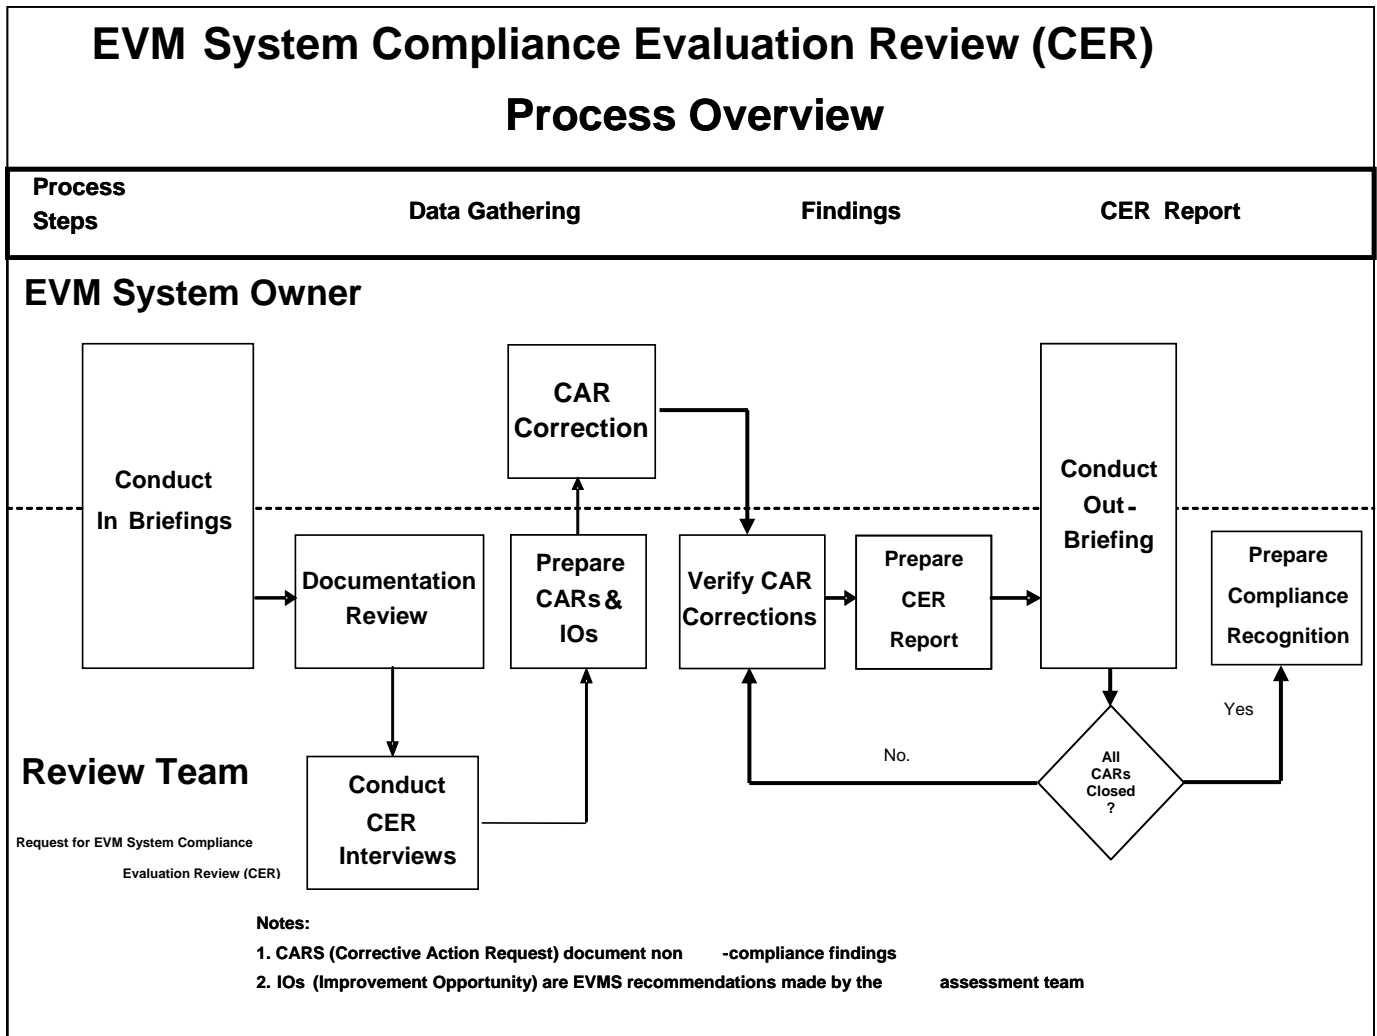 EVM System Compliance Evaluation Review (CER)
Process Overview
Process
Steps
Data Gathering
Findings
CER Report
EVM System Owner
Conduct
In Briefings
Documentation
Review
Conduct
CER
Interviews
Prepare
CARs &
IOs
CAR
Correction
Verify CAR
Corrections
Prepare
CER
Report
Conduct
Out-
Briefing
All
CARs
Closed
?
No.
Yes
Prepare
Compliance
Recognition
Review Team
Request for EVM System Compliance
Evaluation Review (CER)
Notes:
1. CARS (Corrective Action Request) document non -compliance findings
2. IOs (Improvement Opportunity) are EVMS recommendations made by the assessment team